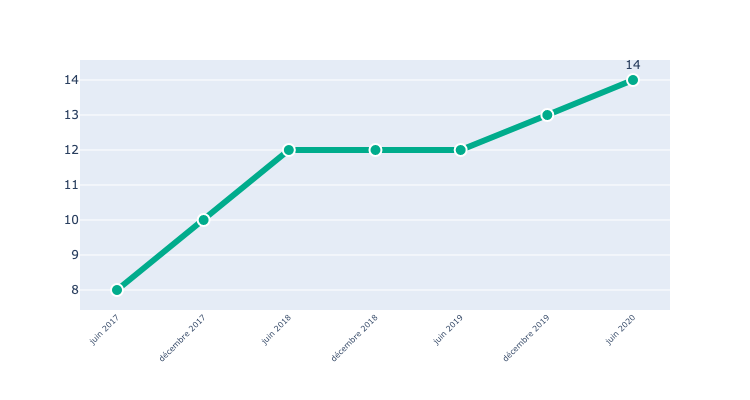 14
14
13
12
11
10
9
8
juin 2017
décembre 2017
juin 2018
décembre 2018
juin 2019
décembre 2019
juin 2020